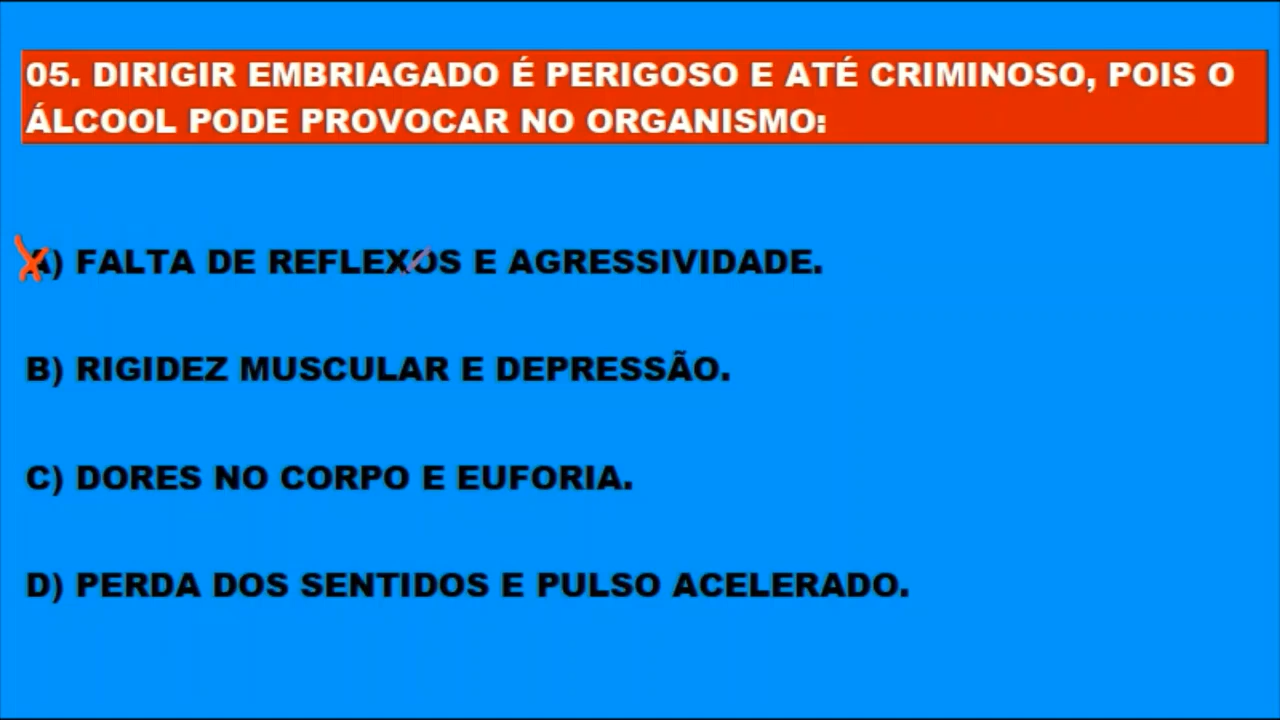 05. DIRIGIR EMBRIAGADO É PERIGOSO E ATÉ CRIMINOSO, POIS O
ÁLCOOL PODE PROVOCAR NO ORGANISMO:
A) FALTA DE REFLEXOS E AGRESSIVIDADE.
B) RIGIDEZ MUSCULAR E DEPRESSÃO.
C) DORES NO CORPO E EUFORIA.
D) PERDA DOS SENTIDOS E PULSO ACELERADO.